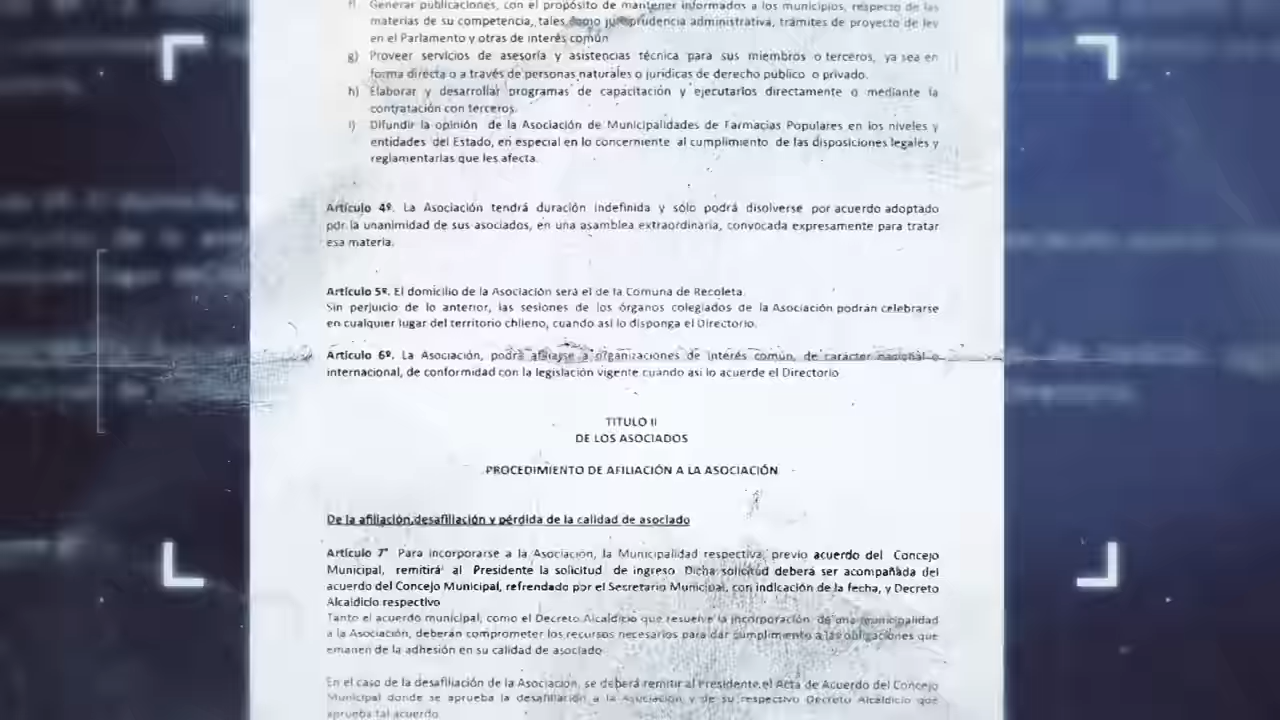 f) Generar publicaciones, con el propósito de mantener informados a los municipios, respecto de las
materias de su competencia, tales como jurisprudencia administrativa, trámites de proyecto de ley
en el Parlamento y otras de interés común
g) Proveer servicios de asesoría y asistencias técnica para sus miembros o terceros, ya sea en
forma directa o a través de personas naturales o jurídicas de derecho público o privado.
h) Elaborar y desarrollar programas de capacitación y ejecutarlos directamente o mediante la
contratación con terceros.
i) Difundir la opinión de la Asociación de Municipalidades de Farmacias Populares en los niveles y
entidades del Estado, en especial en lo concerniente al cumplimiento de las disposiciones legales y
reglamentarias que les afecta.
Artículo 4º. La Asociación tendrá duración indefinida y sólo podrá disolverse por acuerdo adoptado
por la unanimidad de sus asociados, en una asamblea extraordinaria, convocada expresamente para tratar
esa materia.
Artículo 5º. El domicilio de la Asociación será el de la Comuna de Recoleta.
Sin perjuicio de lo anterior, las sesiones de los órganos colegiados de la Asociación podrán celebrarse
en cualquier lugar del territorio chileno, cuando así lo disponga el Directorio.
Artículo 6º. La Asociación, podrá afiliarse a organizaciones de interés común, de carácter nacional o
internacional, de conformidad con la legislación vigente cuando así lo acuerde el Directorio
TITULO II
DE LOS ASOCIADOS
PROCEDIMIENTO DE AFILIACIÓN A LA ASOCIACIÓN
De la afiliación,desafiliación y pérdida de la calidad de asociado
Artículo 7° Para incorporarse a la Asociación, la Municipalidad respectiva, previo acuerdo del Concejo
Municipal, remitirá al Presidente la solicitud de ingreso Dicha solicitud deberá ser acompañada del
acuerdo del Concejo Municipal, refrendado por el Secretario Municipal, con indicación de la fecha, y Decreto
Alcaldicio respectivo
Tanto el acuerdo municipal, como el Decreto Alcaldicio que resuelve la incorporación de una municipalidad
a la Asociación, deberán comprometer los recursos necesarios para dar cumplimiento a las obligaciones que
emanen de la adhesión en su calidad de asociado
En el caso de la desafiliación de la Asociación, se deberá remitir al Presidente el Acta de Acuerdo del Concejo
Municipal donde se aprueba la desafiliación a la Asociación y de su respectivo Decreto Alcaldicio que
aprueba tal acuerdo